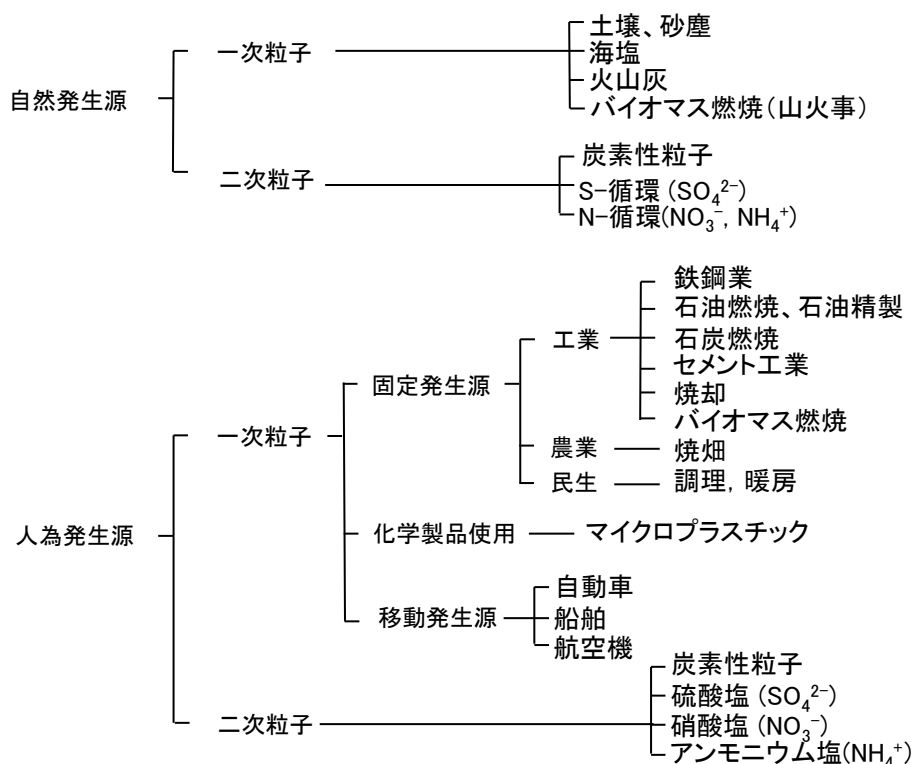 土壌、砂塵
一次粒子
海塩
火山灰
自然発生源
バイオマス燃焼(山火事)
炭素性粒子
二次粒子
S-循環 (SO₄²⁻)
N-循環(NO₃⁻, NH₄⁺)
鉄鋼業
石油燃焼、石油精製
工業
石炭燃焼
セメント工業
固定発生源
焼却
バイオマス燃焼
一次粒子
農業
焼畑
民生
調理, 暖房
人為発生源
化学製品使用
マイクロプラスチック
自動車
移動発生源
船舶
航空機
炭素性粒子
硫酸塩 (SO₄²⁻)
二次粒子
硝酸塩 (NO₃⁻)
アンモニウム塩(NH₄⁺)